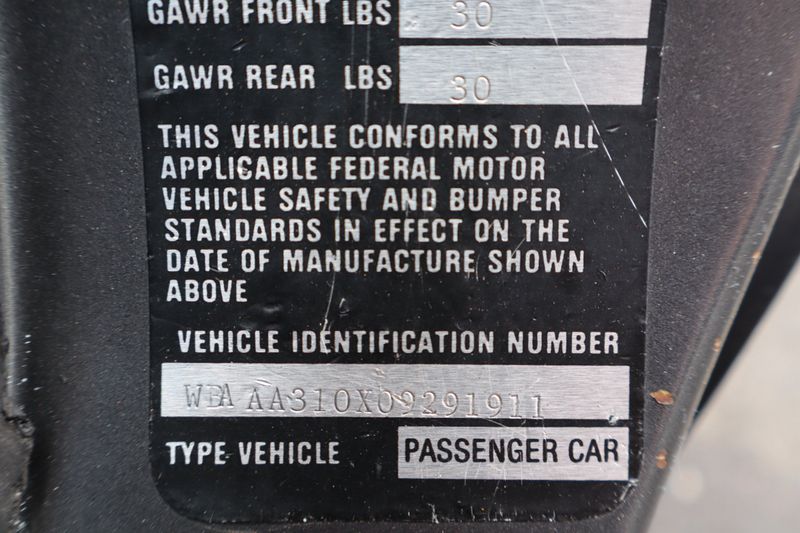 GAWR FRONT LBS 30
GAWR REAR LBS 30
THIS VEHICLE CONFORMS TO ALL
APPLICABLE FEDERAL MOTOR
VEHICLE SAFETY AND BUMPER
STANDARDS IN EFFECT ON THE
DATE OF MANUFACTURE SHOWN
ABOVE
VEHICLE IDENTIFICATION NUMBER
WBAAA310X09291911
TYPE VEHICLE PASSENGER CAR